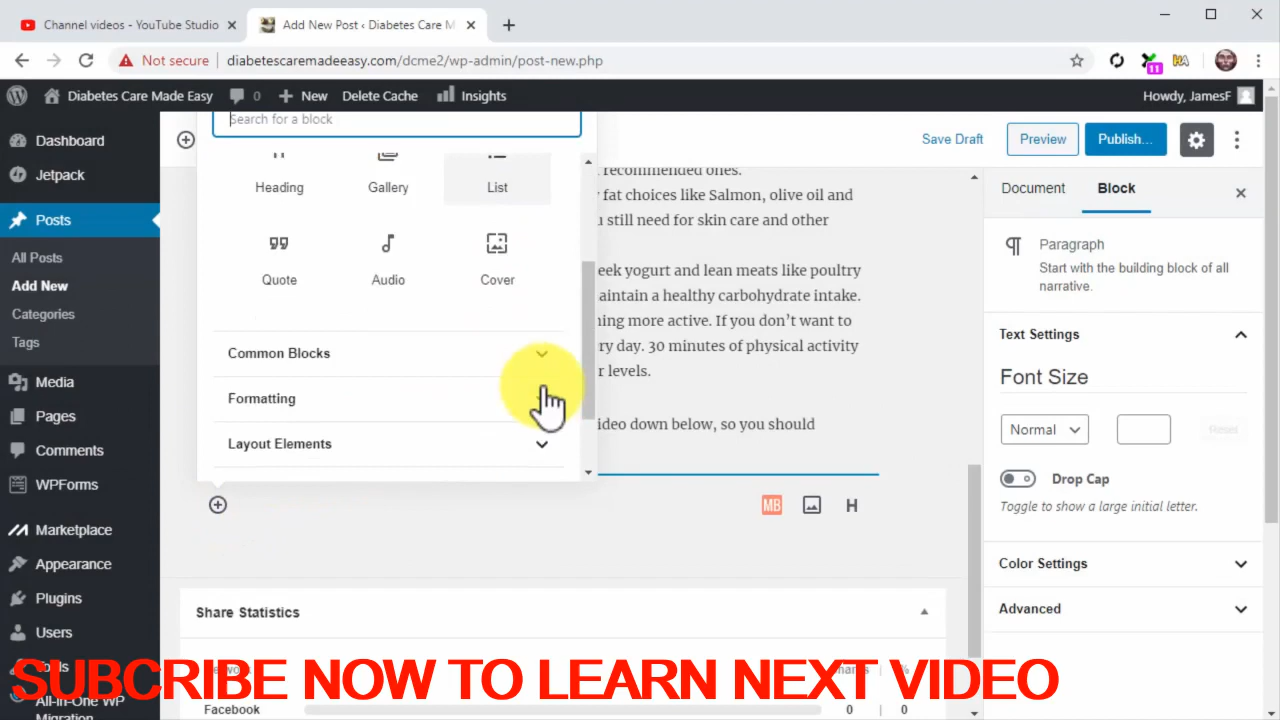 Channel videos - YouTube Studio
Add New Post ‹ Diabetes Care M
Not secure
diabetescaremadeeasy.com/dcme2/wp-admin/post-new.php
11
Diabetes Care Made Easy
0
New
Delete Cache
Insights
Howdy, JamesF
Dashboard
Jetpack
Posts
All Posts
Add New
Categories
Tags
Media
Pages
Comments
WPForms
Marketplace
Appearance
Plugins
Users
All-in-One WP
Migration
Search for a block
Heading
Gallery
List
Quote
Audio
Cover
Common Blocks
Formatting
Layout Elements
Save Draft
Preview
Publish...
recommended ones.
fat choices like Salmon, olive oil and
still need for skin care and other
eek yogurt and lean meats like poultry
aintain a healthy carbohydrate intake.
ning more active. If you don't want to
ry day. 30 minutes of physical activity
r levels.
ideo down below, so you should
MB
H
Share Statistics
Facebook
0
0
Document
Block
Paragraph
Start with the building block of all
narrative.
Text Settings
Font Size
Normal
Reset
Drop Cap
Toggle to show a large initial letter.
Color Settings
Advanced
SUBCRIBE NOW TO LEARN NEXT VIDEO